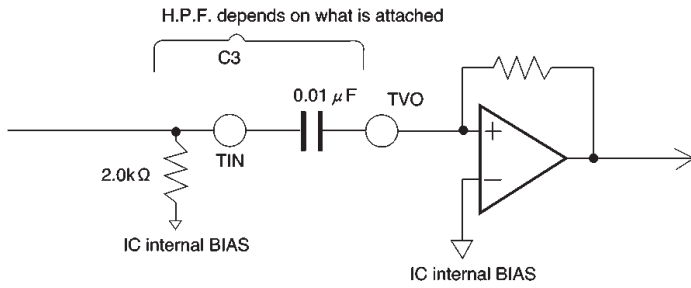 H.P.F. depends on what is attached
C3
0.01 μF
TVO
TIN
2.0kΩ
IC internal BIAS
+
−
IC internal BIAS